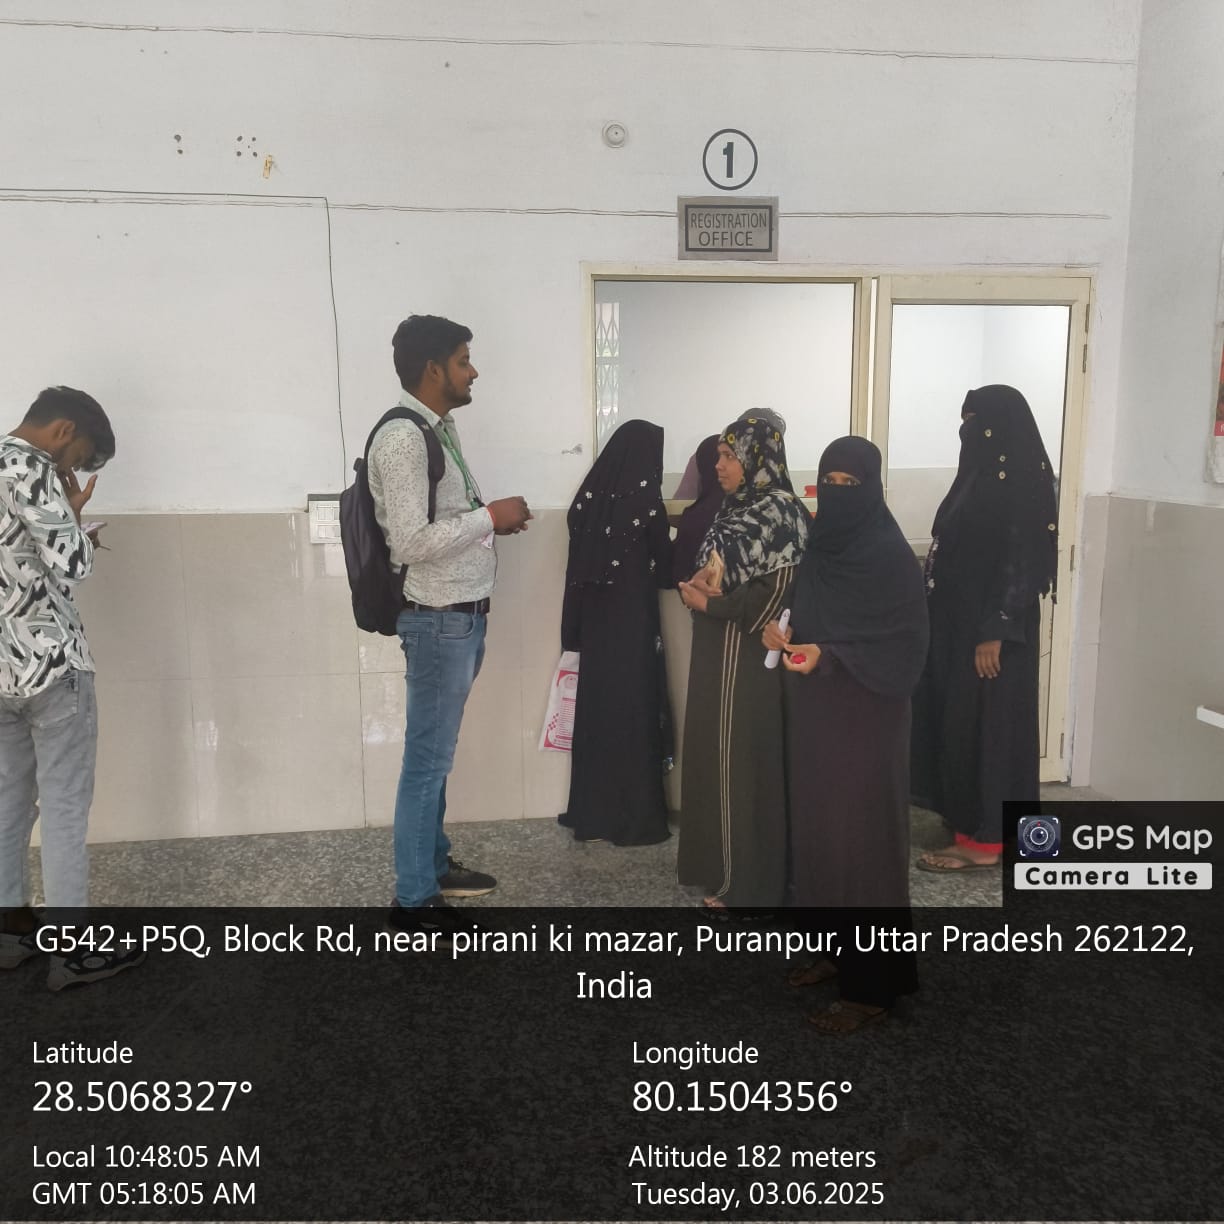 1
REGISTRATION
OFFICE
GPS Map
Camera Lite
G542+P5Q, Block Rd, near pirani ki mazar, Puranpur, Uttar Pradesh 262122,
India
Latitude
28.5068327°
Longitude
80.1504356°
Local 10:48:05 AM
GMT 05:18:05 AM
Altitude 182 meters
Tuesday, 03.06.2025